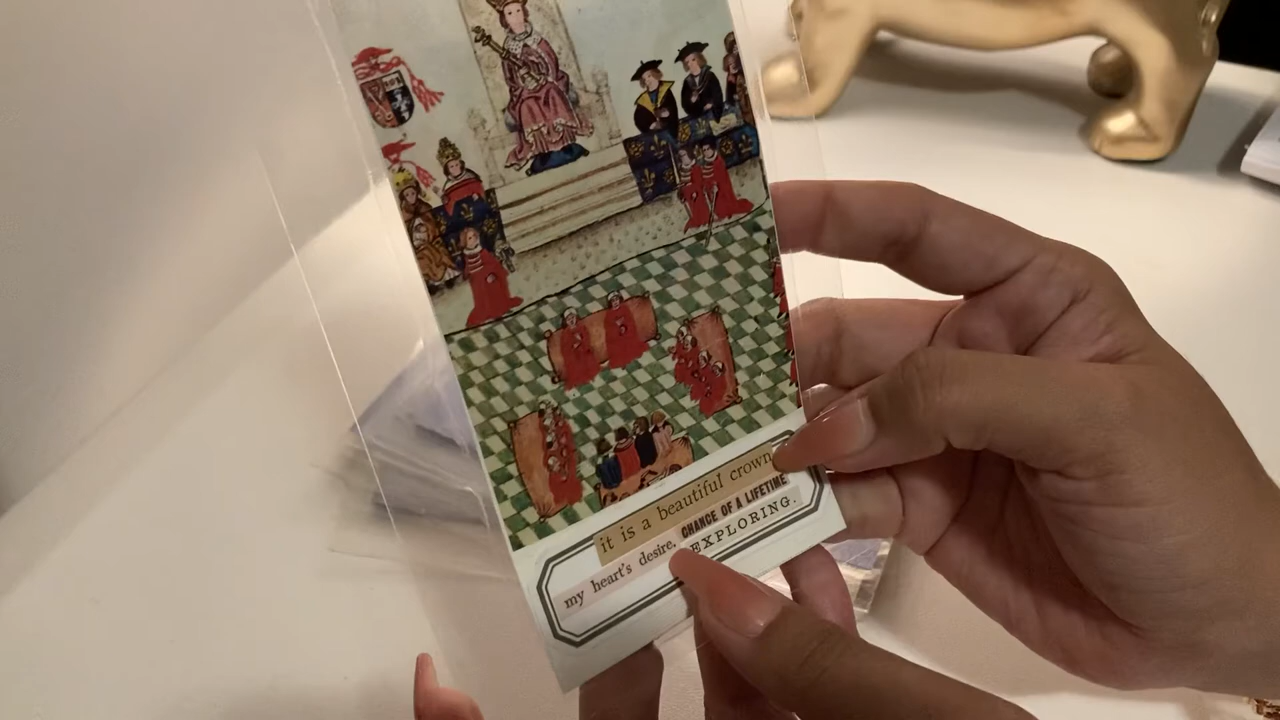 it is a beautiful crown
my heart's desire. CHANCE OF A LIFETIME
EXPLORING.